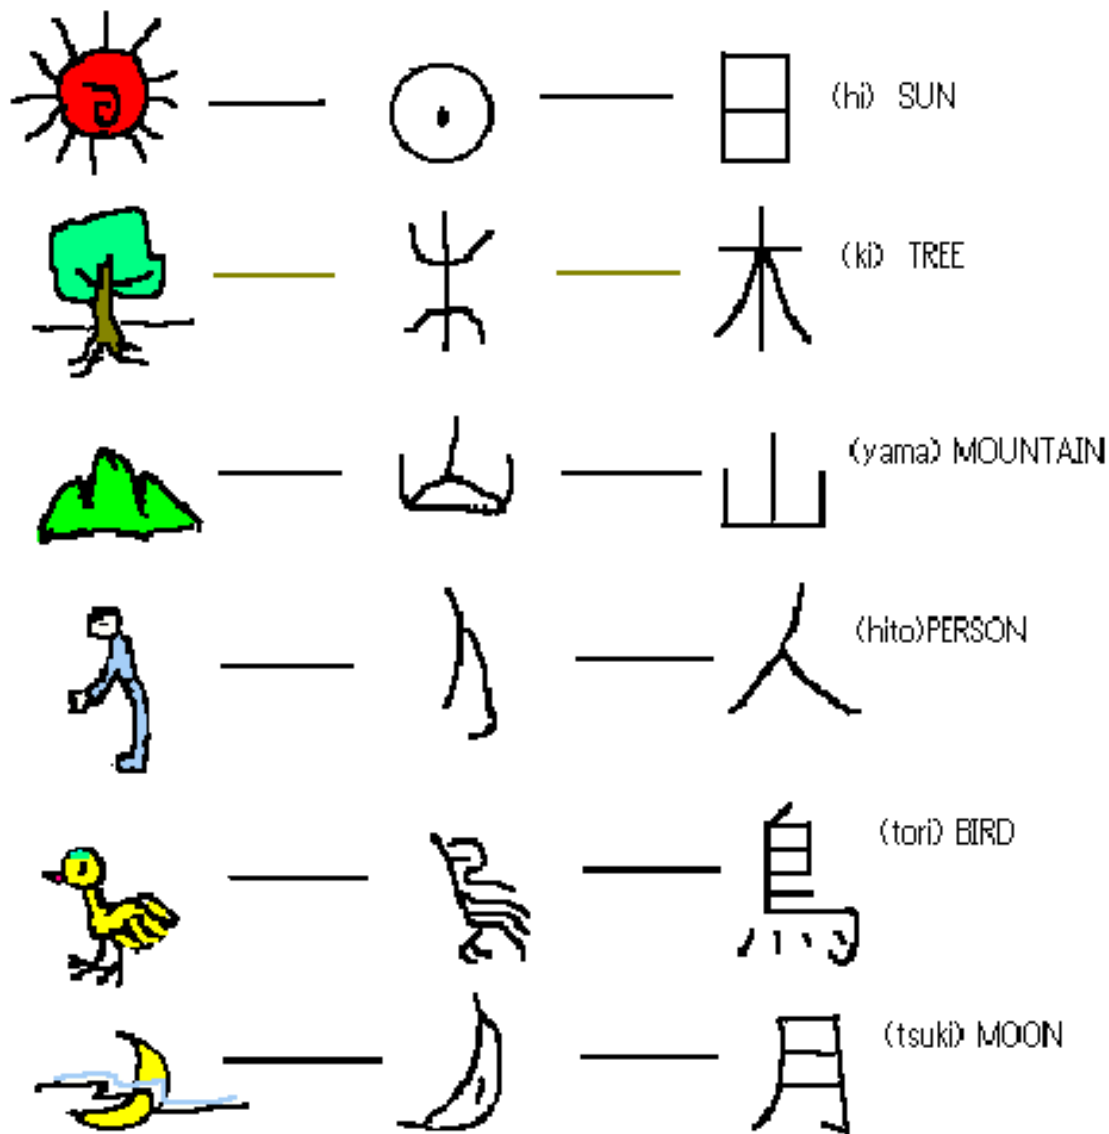 日 (hi) SUN
木 (ki) TREE
山 (yama) MOUNTAIN
人 (hito)PERSON
鳥 (tori) BIRD
月 (tsuki) MOON